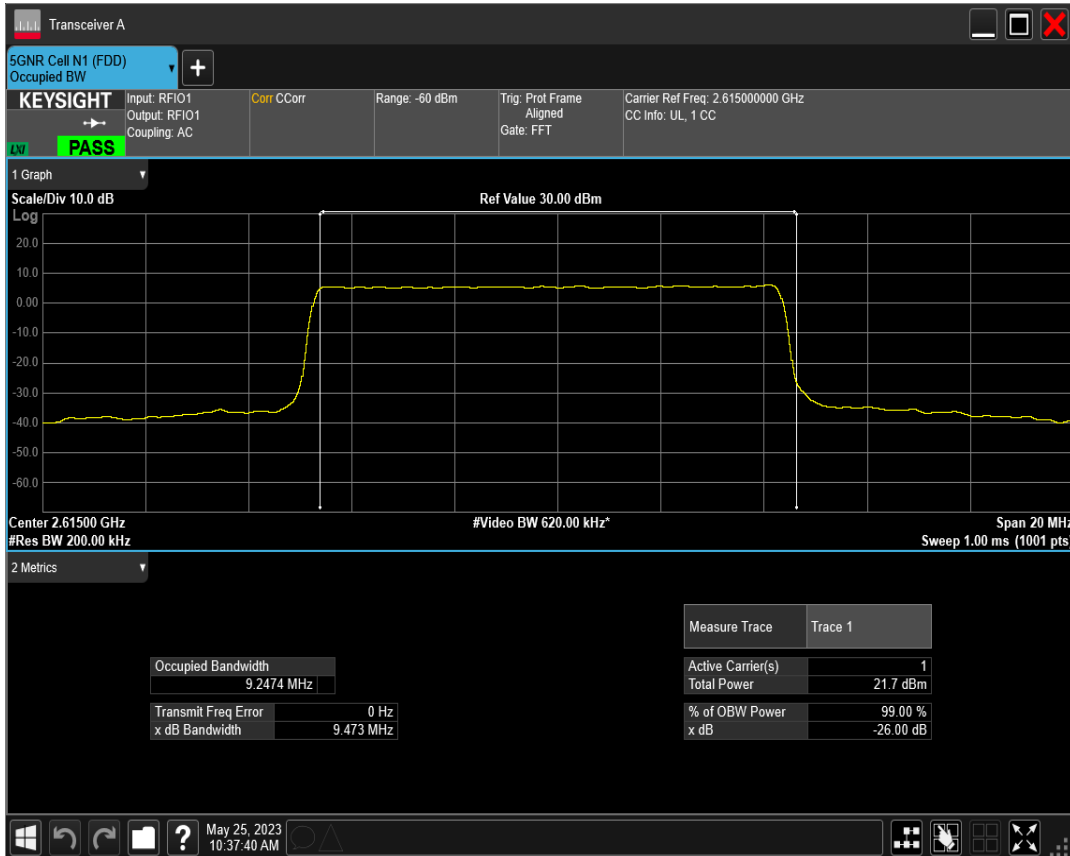 Transceiver A
5GNR Cell N1 (FDD)
Occupied BW
+
KEYSIGHT
LXI
PASS
Input: RFIO1
Output: RFIO1
Coupling: AC
Corr CCorr
Range: -60 dBm
Trig: Prot Frame
Aligned
Gate: FFT
Carrier Ref Freq: 2.615000000 GHz
CC Info: UL, 1 CC
1 Graph
Scale/Div 10.0 dB
Ref Value 30.00 dBm
Log
20.0
10.0
0.00
-10.0
-20.0
-30.0
-40.0
-50.0
-60.0
Center 2.61500 GHz
#Video BW 620.00 kHz*
Span 20 MHz
#Res BW 200.00 kHz
Sweep 1.00 ms (1001 pts)
2 Metrics
Measure Trace Trace 1
Occupied Bandwidth
9.2474 MHz
Active Carrier(s) 1
Total Power 21.7 dBm
Transmit Freq Error 0 Hz
x dB Bandwidth 9.473 MHz
% of OBW Power 99.00 %
x dB -26.00 dB
?
May 25, 2023
10:37:40 AM